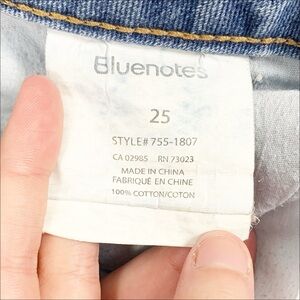 Bluenotes
25
STYLE# 755-1807
CA 02985 RN 73023
MADE IN CHINA
FABRIQUÉ EN CHINE
100% COTTON/COTON